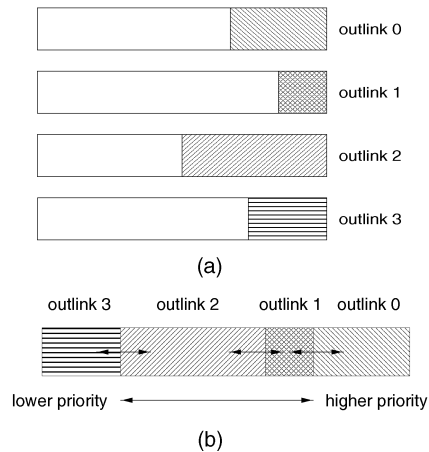 outlink 0
outlink 1
outlink 2
outlink 3
(a)
outlink 3 outlink 2 outlink 1 outlink 0
lower priority higher priority
(b)